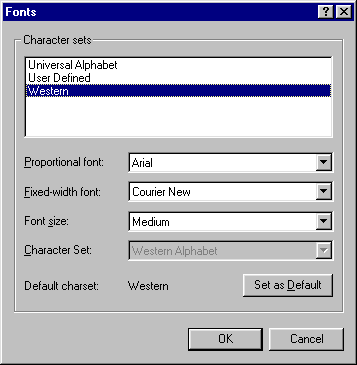 Fonts
Character sets
Universal Alphabet
User Defined
Western
Proportional font: Arial
Fixed-width font: Courier New
Font size: Medium
Character Set: Western Alphabet
Default charset: Western Set as Default
OK Cancel